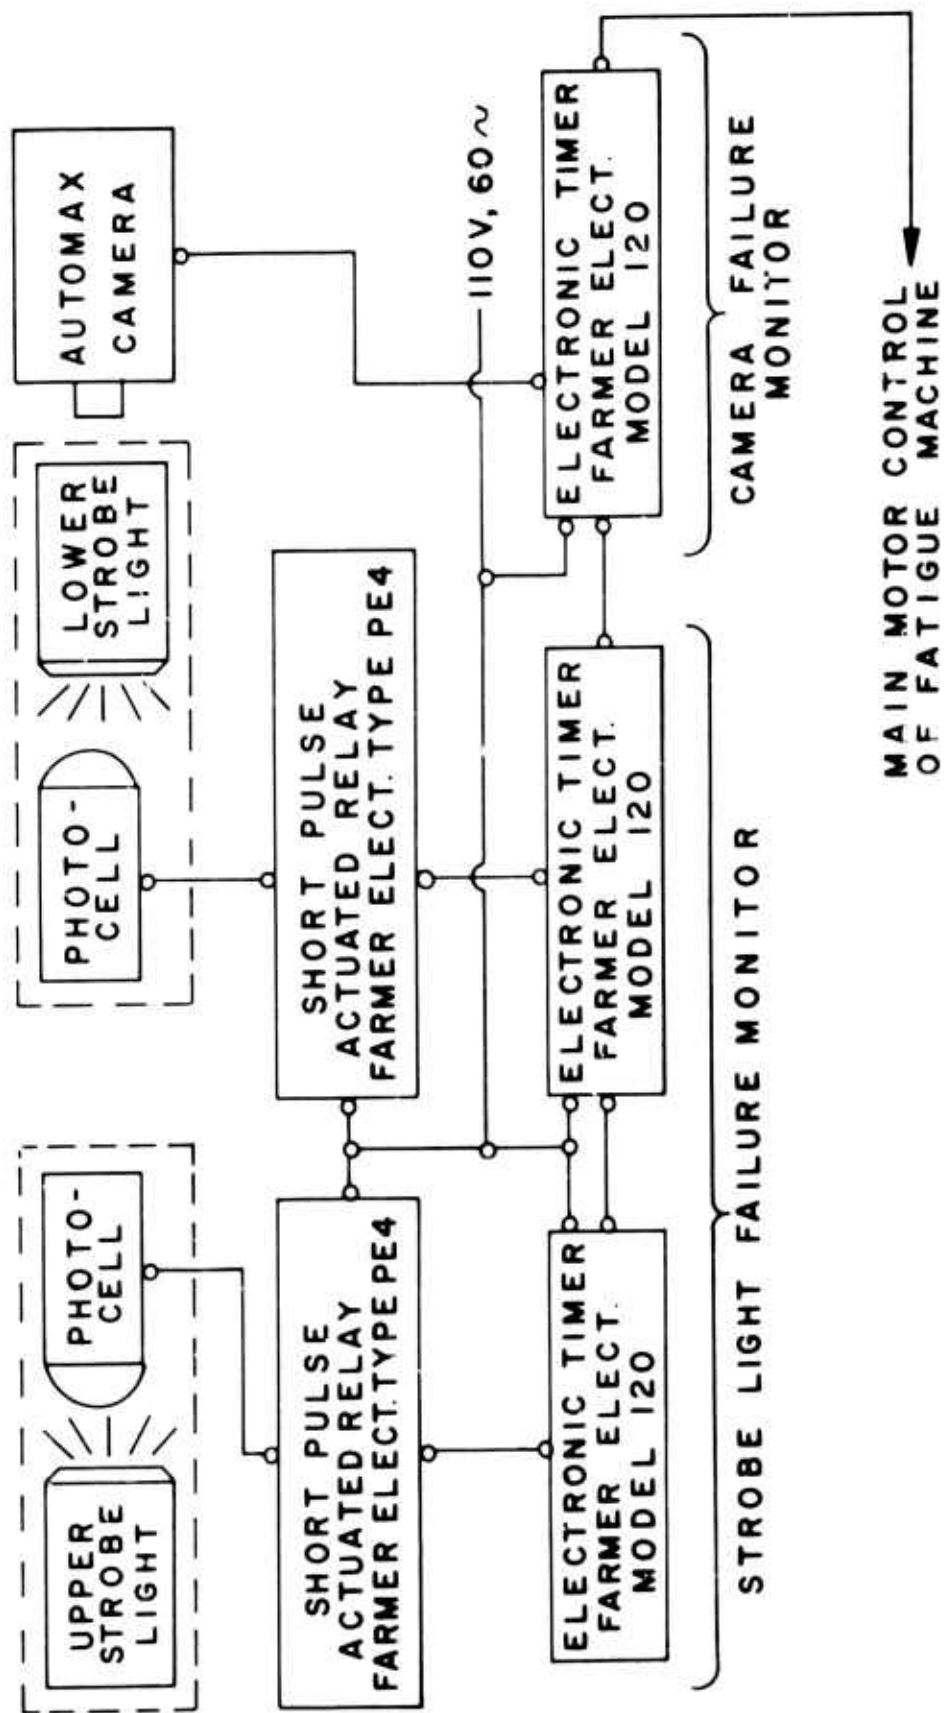 UPPER
STROBE
LIGHT
PHOTO-
CELL
PHOTO-
CELL
LOWER
STROBE
LIGHT
AUTOMAX
CAMERA
SHORT PULSE
ACTUATED RELAY
FARMER ELECT. TYPE PE4
SHORT PULSE
ACTUATED RELAY
FARMER ELECT. TYPE PE4
110V, 60~
ELECTRONIC TIMER
FARMER ELECT.
MODEL 120
ELECTRONIC TIMER
FARMER ELECT.
MODEL 120
ELECTRONIC TIMER
FARMER ELECT.
MODEL 120
STROBE LIGHT FAILURE MONITOR
CAMERA FAILURE
MONITOR
MAIN MOTOR CONTROL
OF FATIGUE MACHINE